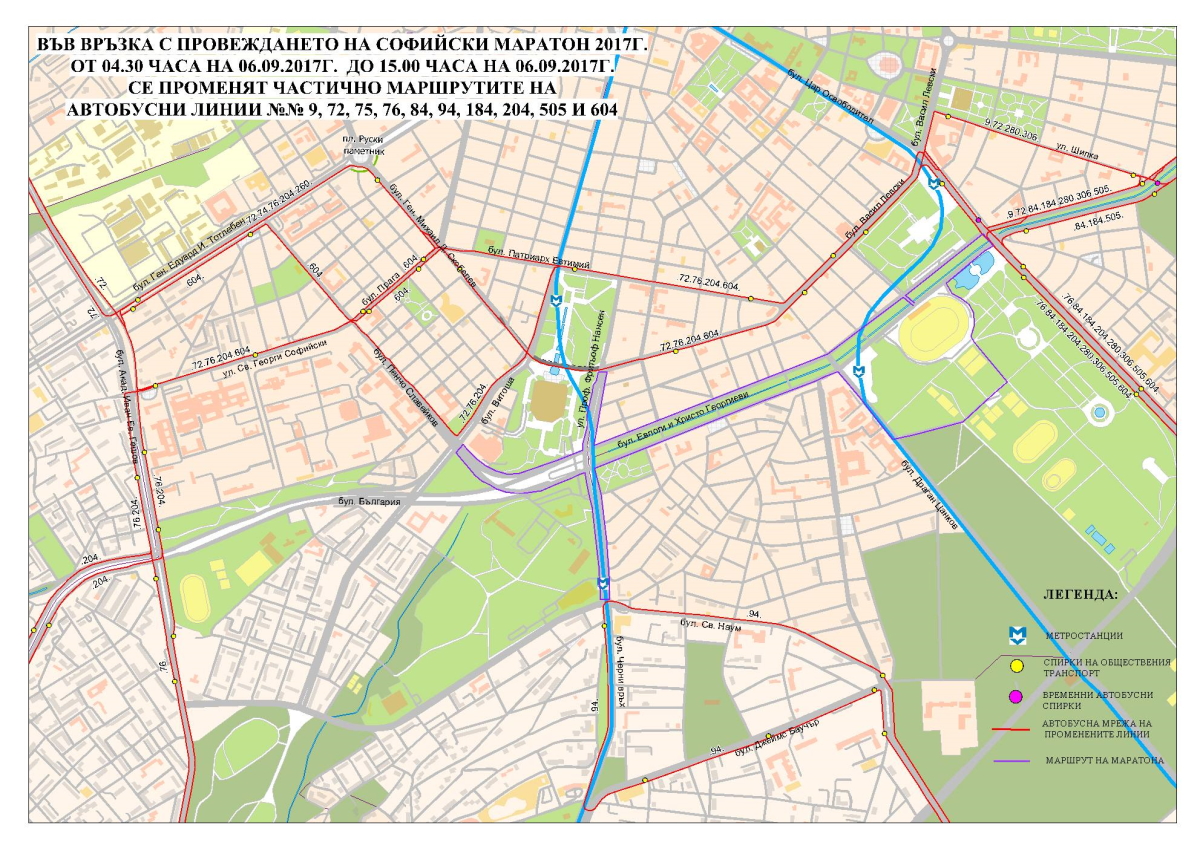 ВЪВ ВРЪЗКА С ПРОВЕЖДАНЕТО НА СОФИЙСКИ МАРАТОН 2017Г.
ОТ 04.30 ЧАСА НА 06.09.2017Г. ДО 15.00 ЧАСА НА 06.09.2017Г.
СЕ ПРОМЕНЯТ ЧАСТИЧНО МАРШРУТИТЕ НА
АВТОБУСНИ ЛИНИИ №№ 9, 72, 75, 76, 84, 94, 184, 204, 505 И 604
бул. Цар Освободител
бул. Васил Левски
9.72.280.306.
ул. Шипка
пл. Руски
паметник
.72.74.76.204.260.
бул. Ген. Едуард И. Тотлебен
604.
.72.
72.
604
бул. Ген. Михаил Д. Скобелев
бул. Прага
604
.604
бул. Патриарх Евтимий
.72.76.204.604.
бул. Васил Левски
.9.72.84.184.280.306.505.
.84.184.505.
.76.84.184.204.280.306.505.604.
.76.84.184.204.280.306.505.604.
.72.76.204.604
.72.76.204.604
ул. Св. Георги Софийски
бул. Акад. Иван Ев. Гешов
бул. Пенчо Славейков
.72.76.204
бул. Витоша
ул. Проф. Фритьоф Нансен
бул. Евлоги и Христо Георгиеви
бул. Драган Цанков
76.204.
76.204.
бул. България
.204.
.204.
76.
.94.
бул. Св. Наум
бул. Черни връх
94.
.94.
бул. Джеймс Баучър
ЛЕГЕНДА:
МЕТРОСТАНЦИИ
СПИРКИ НА ОБЩЕСТВЕНИЯ
ТРАНСПОРТ
ВРЕМЕННИ АВТОБУСНИ
СПИРКИ
АВТОБУСНА МРЕЖА НА
ПРОМЕНЕНИТЕ ЛИНИИ
МАРШРУТ НА МАРАТОНА